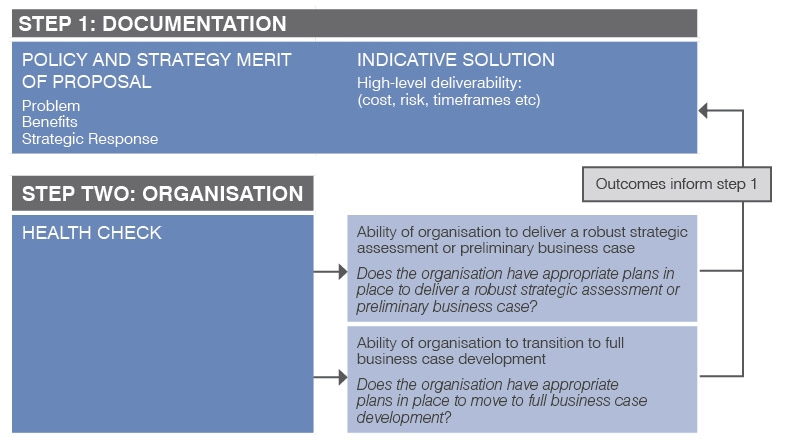 STEP 1: DOCUMENTATION
POLICY AND STRATEGY MERIT
OF PROPOSAL
Problem
Benefits
Strategic Response
INDICATIVE SOLUTION
High-level deliverability:
(cost, risk, timeframes etc)
Outcomes inform step 1
STEP TWO: ORGANISATION
HEALTH CHECK
Ability of organisation to deliver a robust strategic
assessment or preliminary business case
Does the organisation have appropriate plans in
place to deliver a robust strategic assessment or
preliminary business case?
Ability of organisation to transition to full
business case development
Does the organisation have appropriate
plans in place to move to full business case
development?